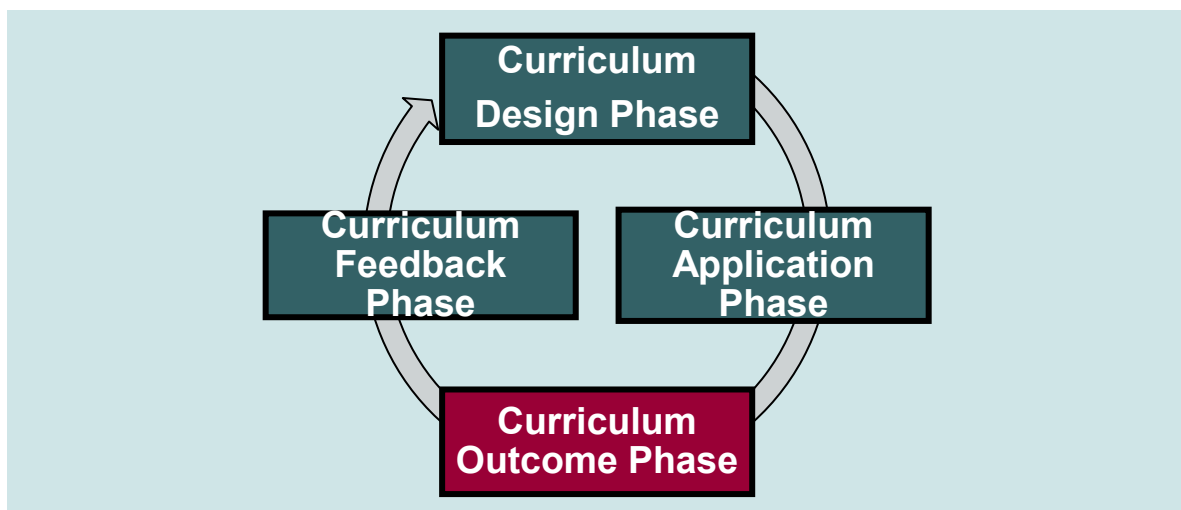 Curriculum
Design Phase
Curriculum
Feedback
Phase
Curriculum
Application
Phase
Curriculum
Outcome Phase